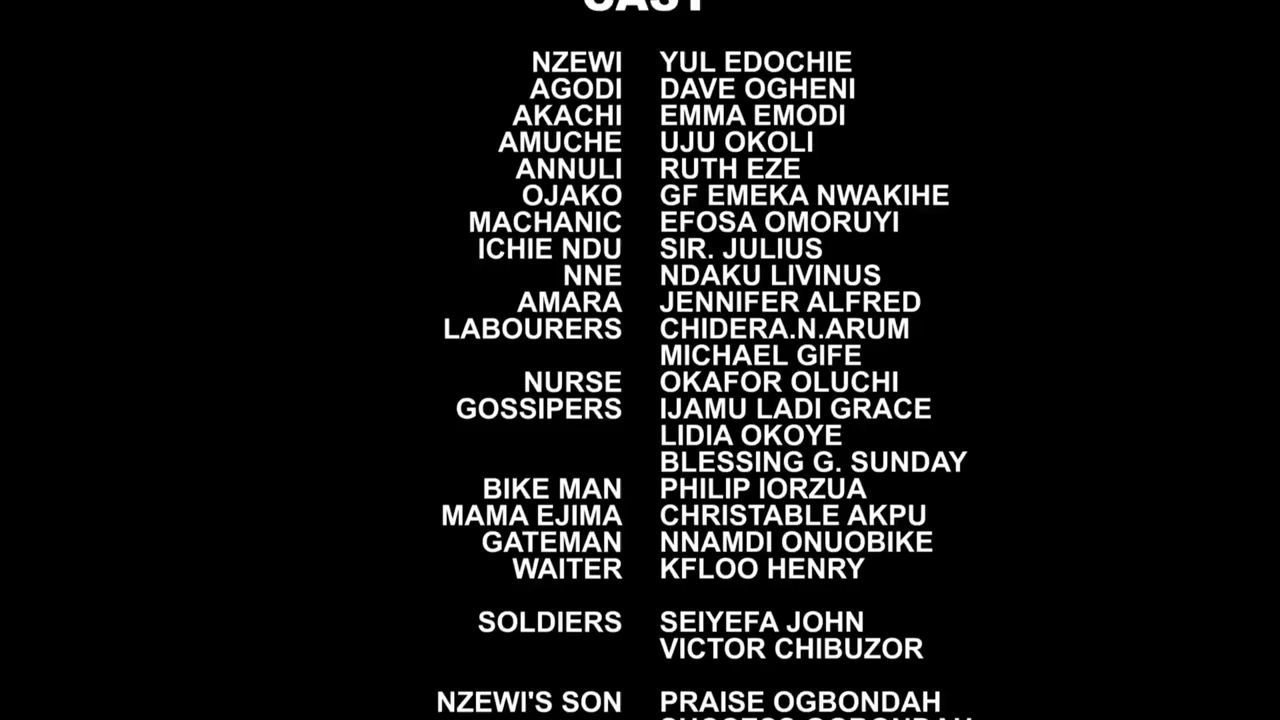 CAST
NZEWI YUL EDOCHIE
AGODI DAVE OGHENI
AKACHI EMMA EMODI
AMUCHE UJU OKOLI
ANNULI RUTH EZE
OJAKO GF EMEKA NWAKIHE
MACHANIC EFOSA OMORUYI
ICHIE NDU SIR. JULIUS
NNE NDAKU LIVINUS
AMARA JENNIFER ALFRED
LABOURERS CHIDERA.N.ARUM
MICHAEL GIFE
NURSE OKAFOR OLUCHI
GOSSIPERS IJAMU LADI GRACE
LIDIA OKOYE
BLESSING G. SUNDAY
BIKE MAN PHILIP IORZUA
MAMA EJIMA CHRISTABLE AKPU
GATEMAN NNAMDI ONUOBIKE
WAITER KFLOO HENRY
SOLDIERS SEIYEFA JOHN
VICTOR CHIBUZOR
NZEWI'S SON PRAISE OGBONDAH